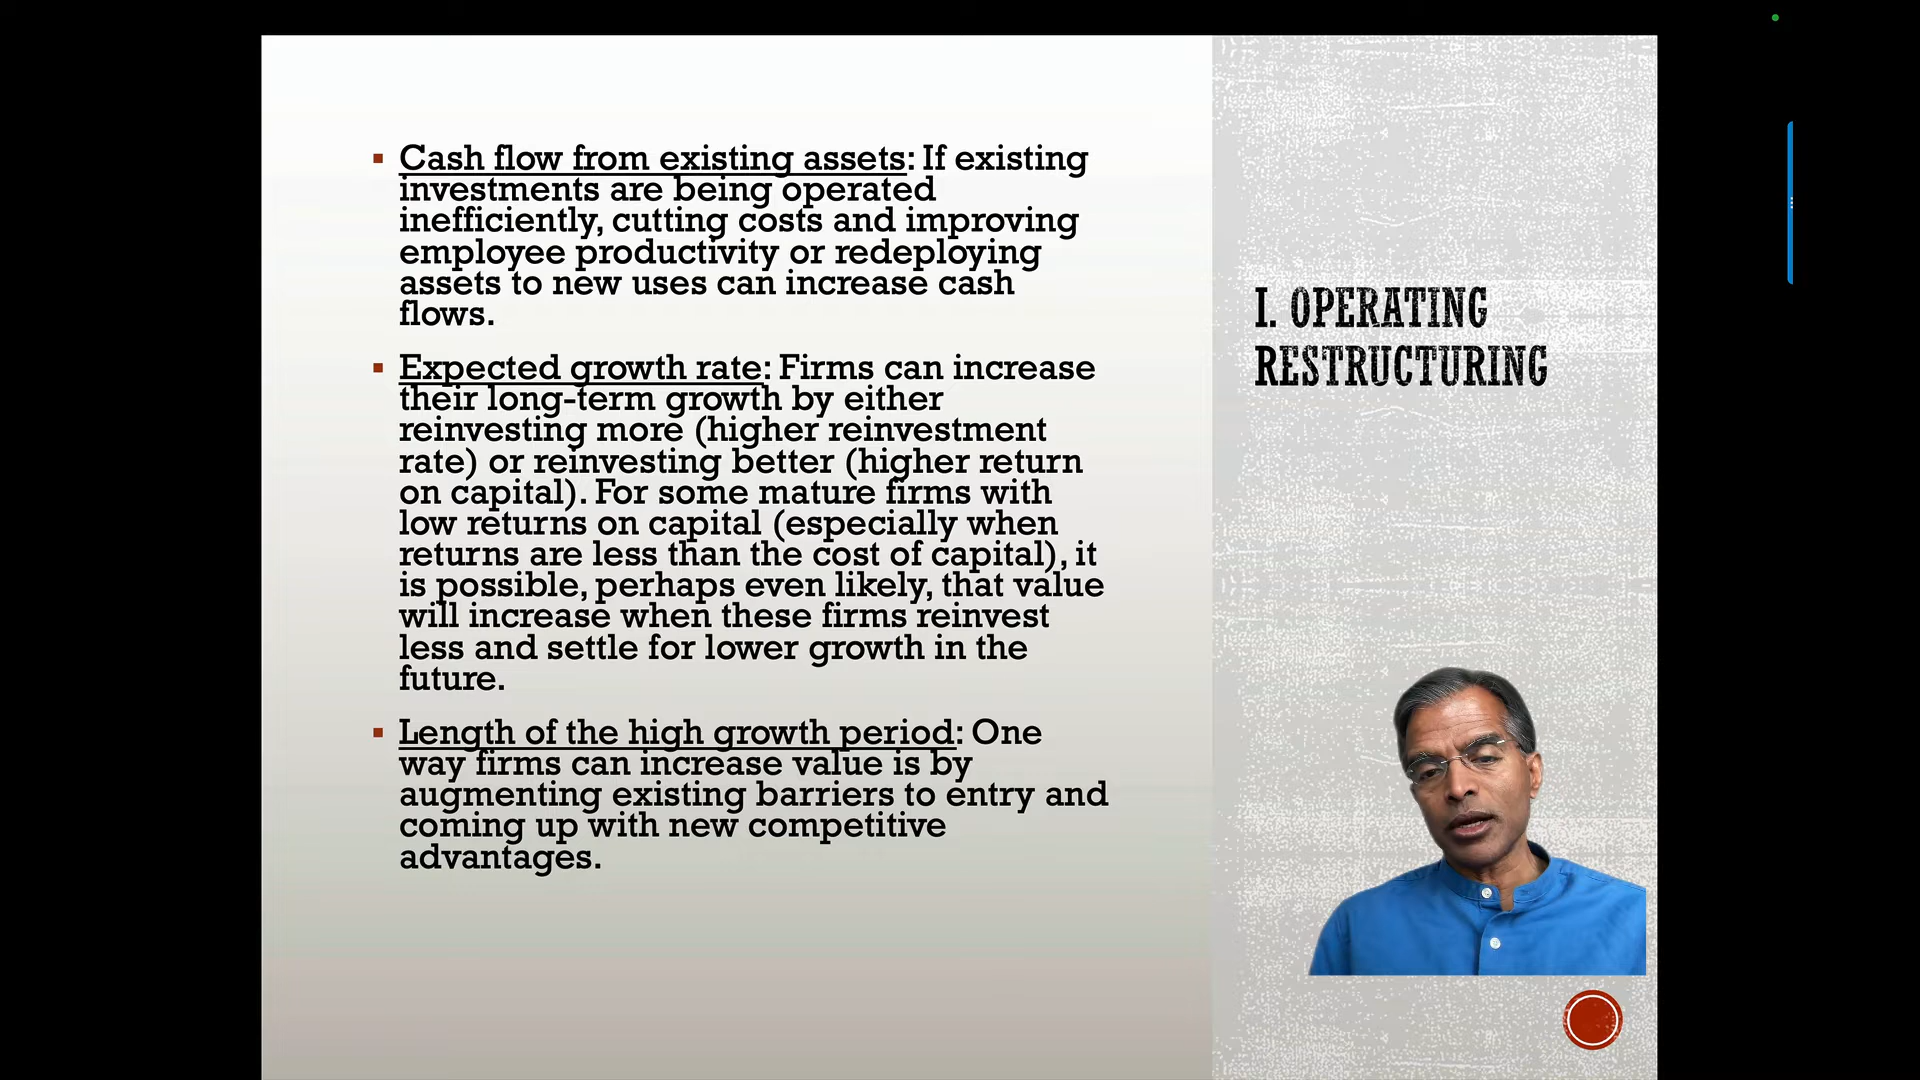 Cash flow from existing assets: If existing
investments are being operated
inefficiently, cutting costs and improving
employee productivity or redeploying
assets to new uses can increase cash
flows.
Expected growth rate: Firms can increase
their long-term growth by either
reinvesting more (higher reinvestment
rate) or reinvesting better (higher return
on capital). For some mature firms with
low returns on capital (especially when
returns are less than the cost of capital), it
is possible, perhaps even likely, that value
will increase when these firms reinvest
less and settle for lower growth in the
future.
Length of the high growth period: One
way firms can increase value is by
augmenting existing barriers to entry and
coming up with new competitive
advantages.
I. OPERATING
RESTRUCTURING